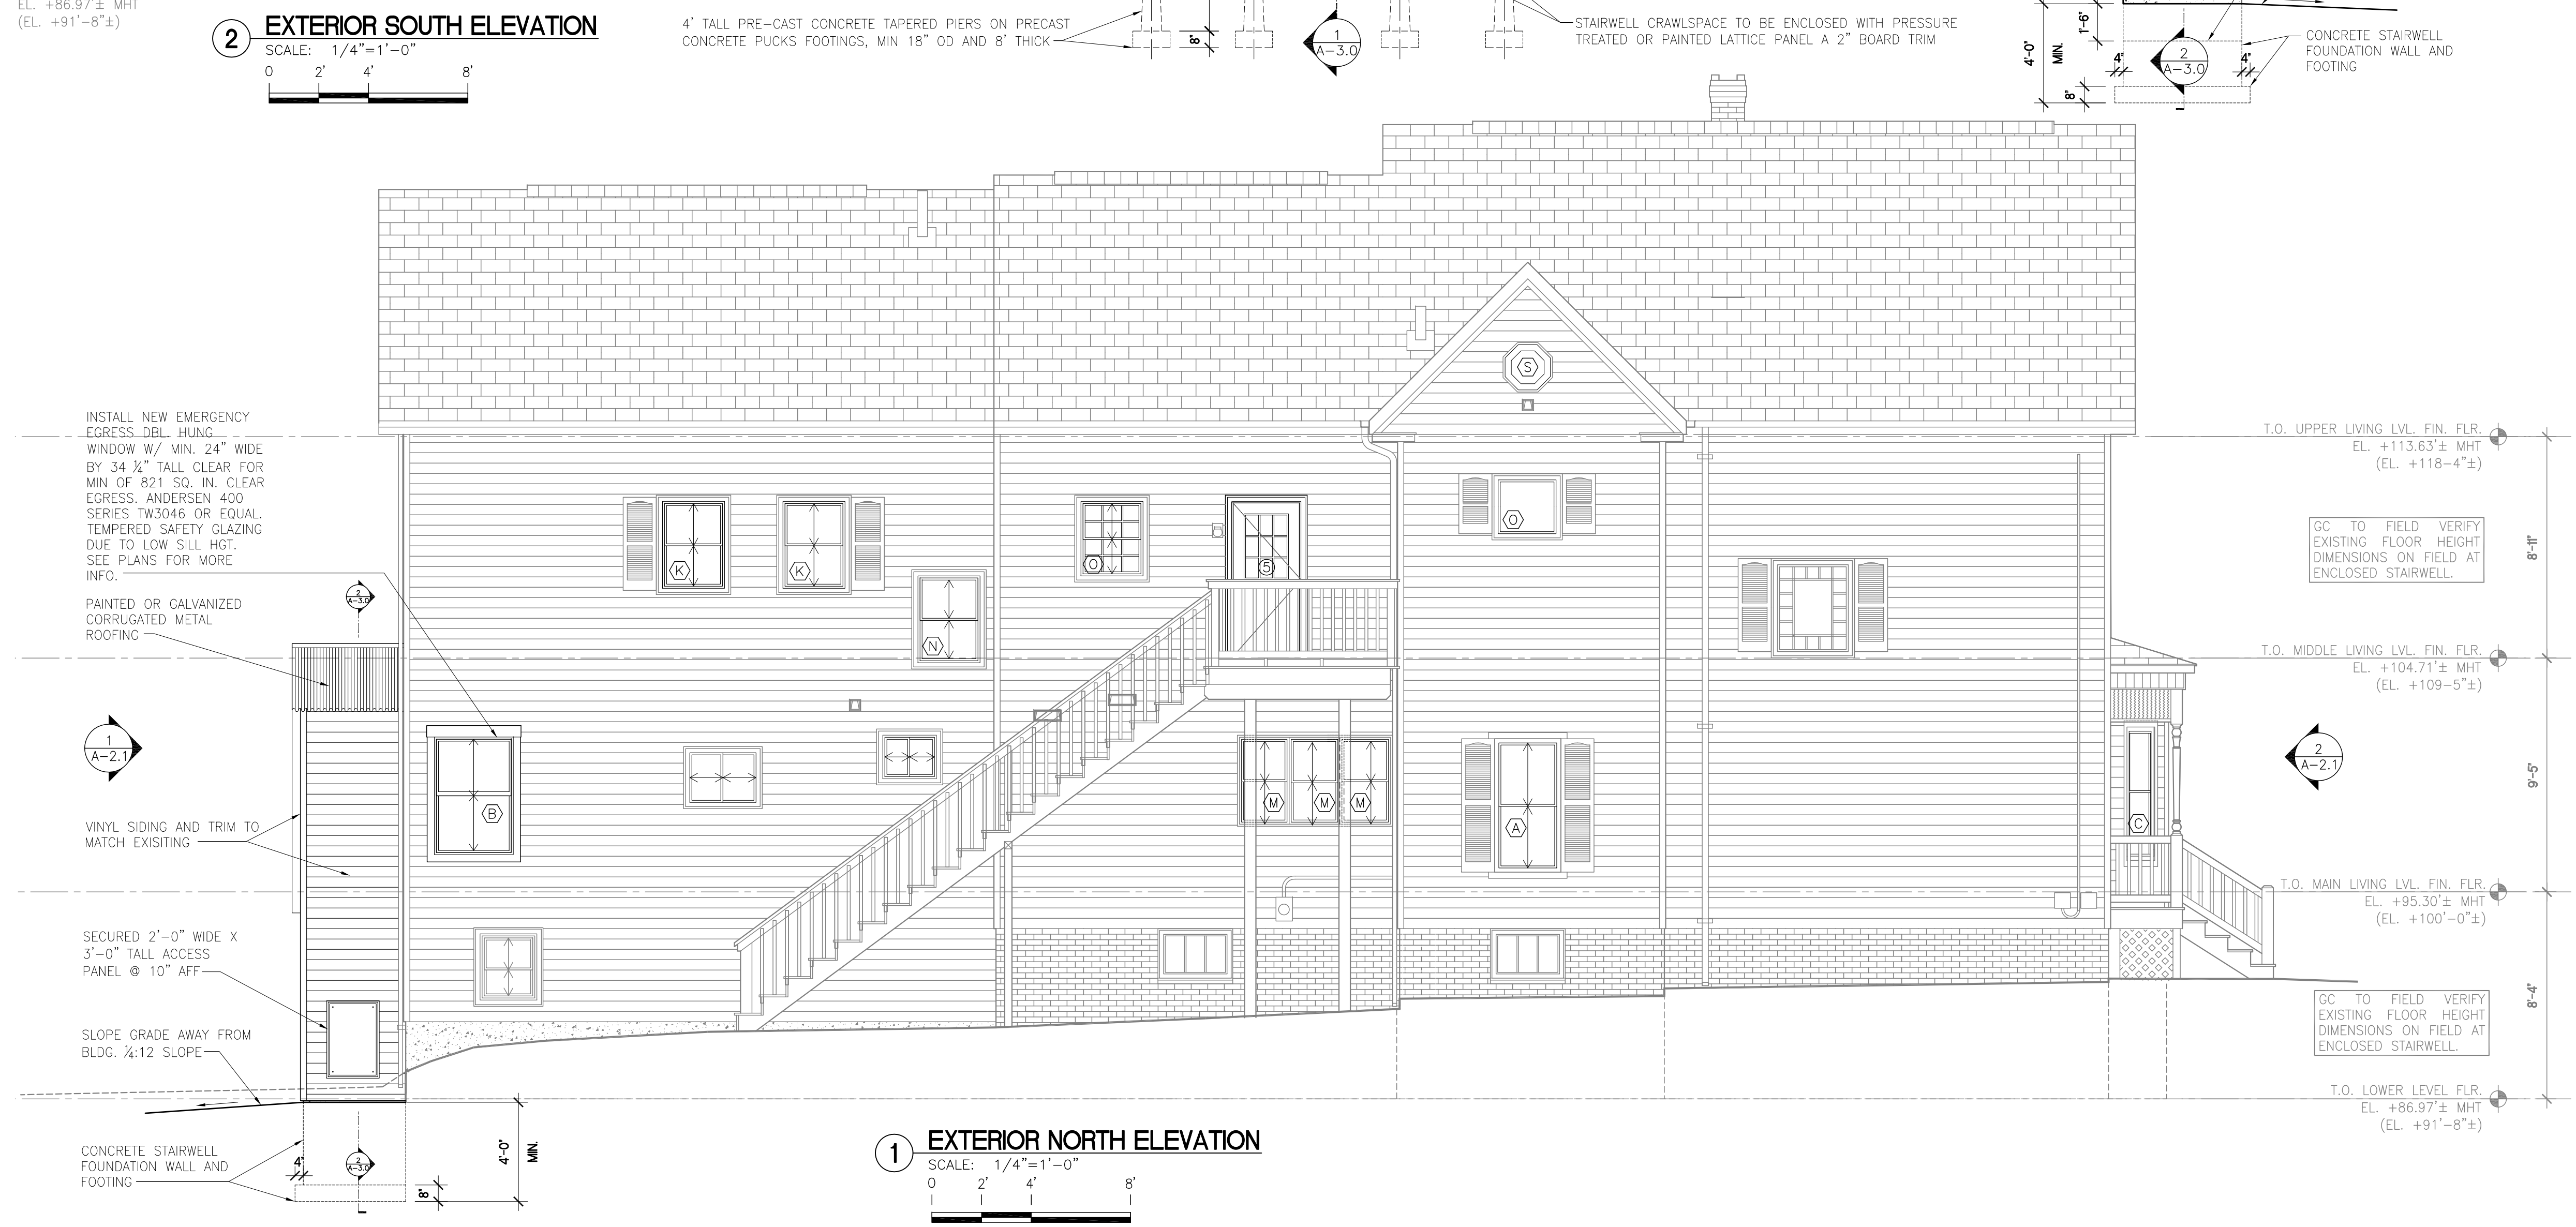 EL. +86.97'± MHT
(EL. +91'-8"±)
2
EXTERIOR SOUTH ELEVATION
SCALE: 1/4"=1'-0"
0 2' 4' 8'
4' TALL PRE-CAST CONCRETE TAPERED PIERS ON PRECAST
CONCRETE PUCKS FOOTINGS, MIN 18" OD AND 8' THICK
8"
1
A-3.0
STAIRWELL CRAWLSPACE TO BE ENCLOSED WITH PRESSURE
TREATED OR PAINTED LATTICE PANEL A 2" BOARD TRIM
4'-0"
MIN.
1'-6"
4"
8"
2
A-3.0
4"
CONCRETE STAIRWELL
FOUNDATION WALL AND
FOOTING
INSTALL NEW EMERGENCY
EGRESS DBL. HUNG
WINDOW W/ MIN. 24" WIDE
BY 34 ¼" TALL CLEAR FOR
MIN OF 821 SQ. IN. CLEAR
EGRESS. ANDERSEN 400
SERIES TW3046 OR EQUAL.
TEMPERED SAFETY GLAZING
DUE TO LOW SILL HGT.
SEE PLANS FOR MORE
INFO.
PAINTED OR GALVANIZED
CORRUGATED METAL
ROOFING
2
A-3.0
1
A-2.1
VINYL SIDING AND TRIM TO
MATCH EXISITING
SECURED 2'-0" WIDE X
3'-0" TALL ACCESS
PANEL @ 10" AFF
SLOPE GRADE AWAY FROM
BLDG. ¼:12 SLOPE
CONCRETE STAIRWELL
FOUNDATION WALL AND
FOOTING
4"
2
A-3.0
8"
4'-0"
MIN.
S
K
K
O
5
O
N
B
M
M
M
A
C
T.O. UPPER LIVING LVL. FIN. FLR.
EL. +113.63'± MHT
(EL. +118-4"±)
GC TO FIELD VERIFY
EXISTING FLOOR HEIGHT
DIMENSIONS ON FIELD AT
ENCLOSED STAIRWELL.
8'-11"
T.O. MIDDLE LIVING LVL. FIN. FLR.
EL. +104.71'± MHT
(EL. +109-5"±)
2
A-2.1
9'-5"
T.O. MAIN LIVING LVL. FIN. FLR.
EL. +95.30'± MHT
(EL. +100'-0"±)
GC TO FIELD VERIFY
EXISTING FLOOR HEIGHT
DIMENSIONS ON FIELD AT
ENCLOSED STAIRWELL.
8'-4"
T.O. LOWER LEVEL FLR.
EL. +86.97'± MHT
(EL. +91'-8"±)
1
EXTERIOR NORTH ELEVATION
SCALE: 1/4"=1'-0"
0 2' 4' 8'